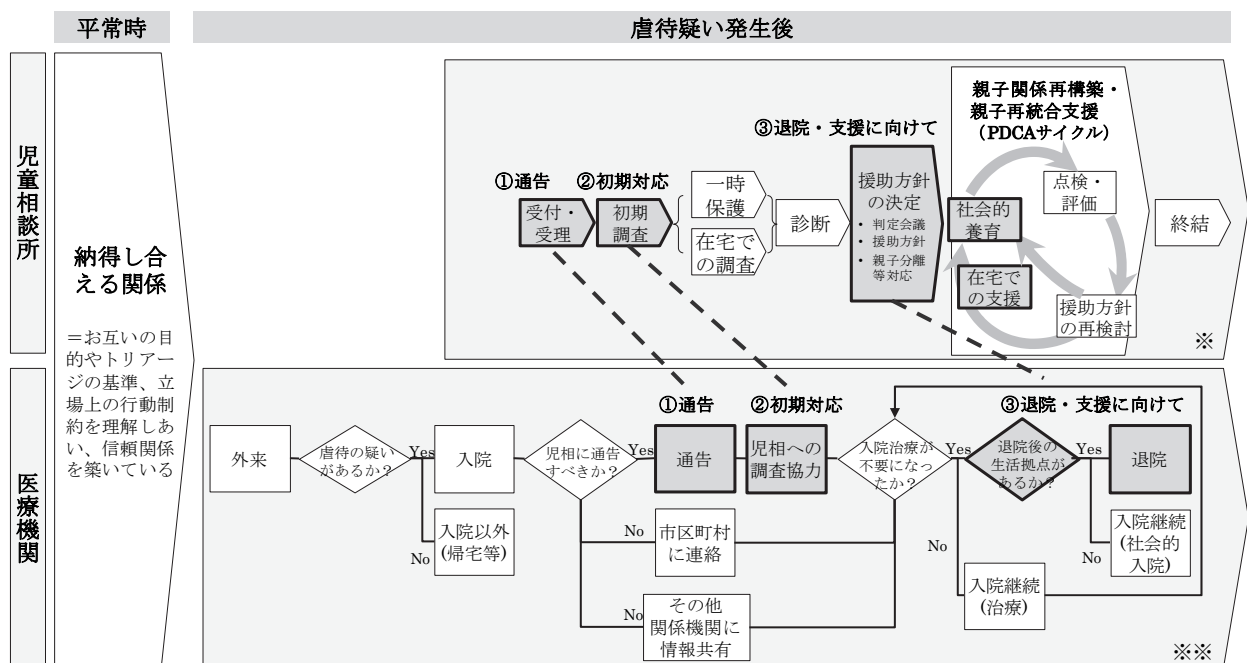 平常時
虐待疑い発生後
児童相談所
医療機関
納得し合
える関係
＝お互いの目
的やトリアー
ジの基準、立
場上の行動制
約を理解しあ
い、信頼関係
を築いている
①通告
受付・
受理
②初期対応
初期
調査
一時
保護
在宅で
の調査
診断
③退院・支援に向けて
援助方針
の決定
• 判定会議
• 援助方針
• 親子分離
等対応
親子関係再構築・
親子再統合支援
（PDCAサイクル）
社会的
養育
在宅で
の支援
点検・
評価
援助方針
の再検討
終結
※
外来
虐待の疑い
があるか？
Yes
No
入院
入院以外
(帰宅等)
児相に通告
すべきか？
Yes
No
No
①通告
通告
市区町村
に連絡
その他
関係機関に
情報共有
②初期対応
児相への
調査協力
入院治療が
不要になっ
たか？
Yes
No
入院継続
(治療)
③退院・支援に向けて
退院後の
生活拠点が
あるか？
Yes
No
退院
入院継続
(社会的
入院)
※※